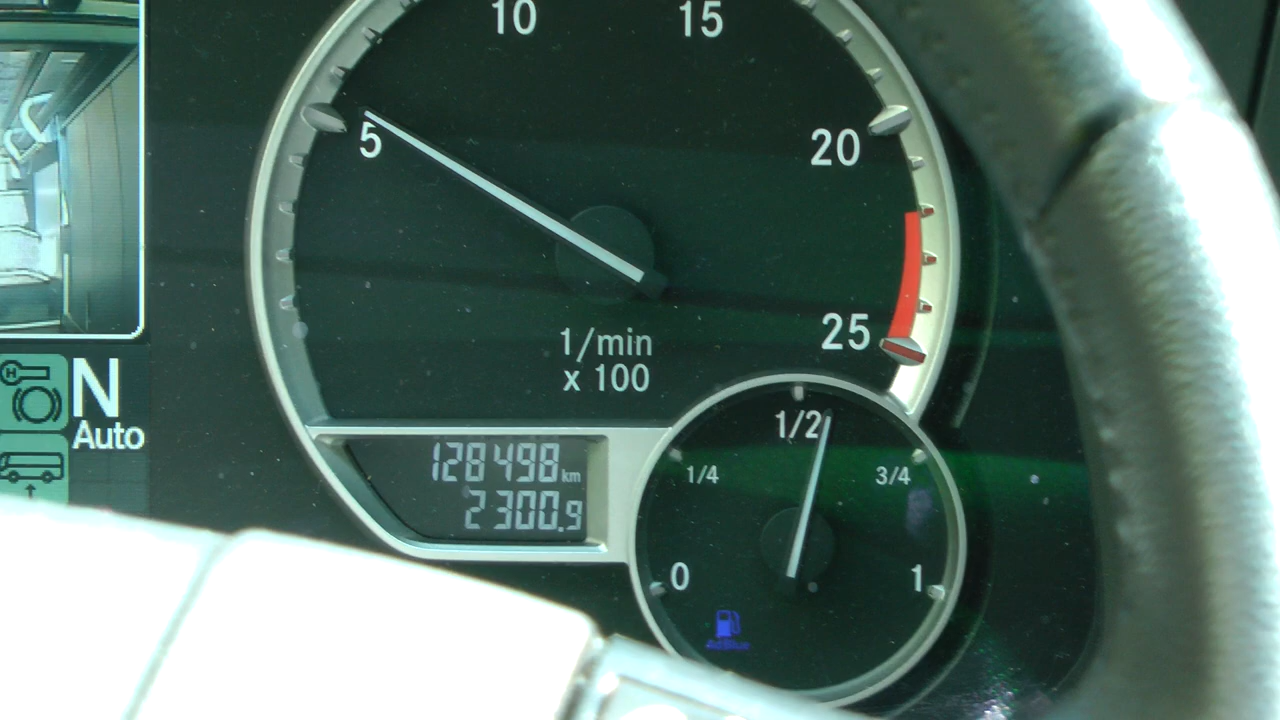 10 15
5 20
25
1/min
x 100
N
Auto
H
128498 km
2300.9
1/2
1/4 3/4
0 1
AdBlue